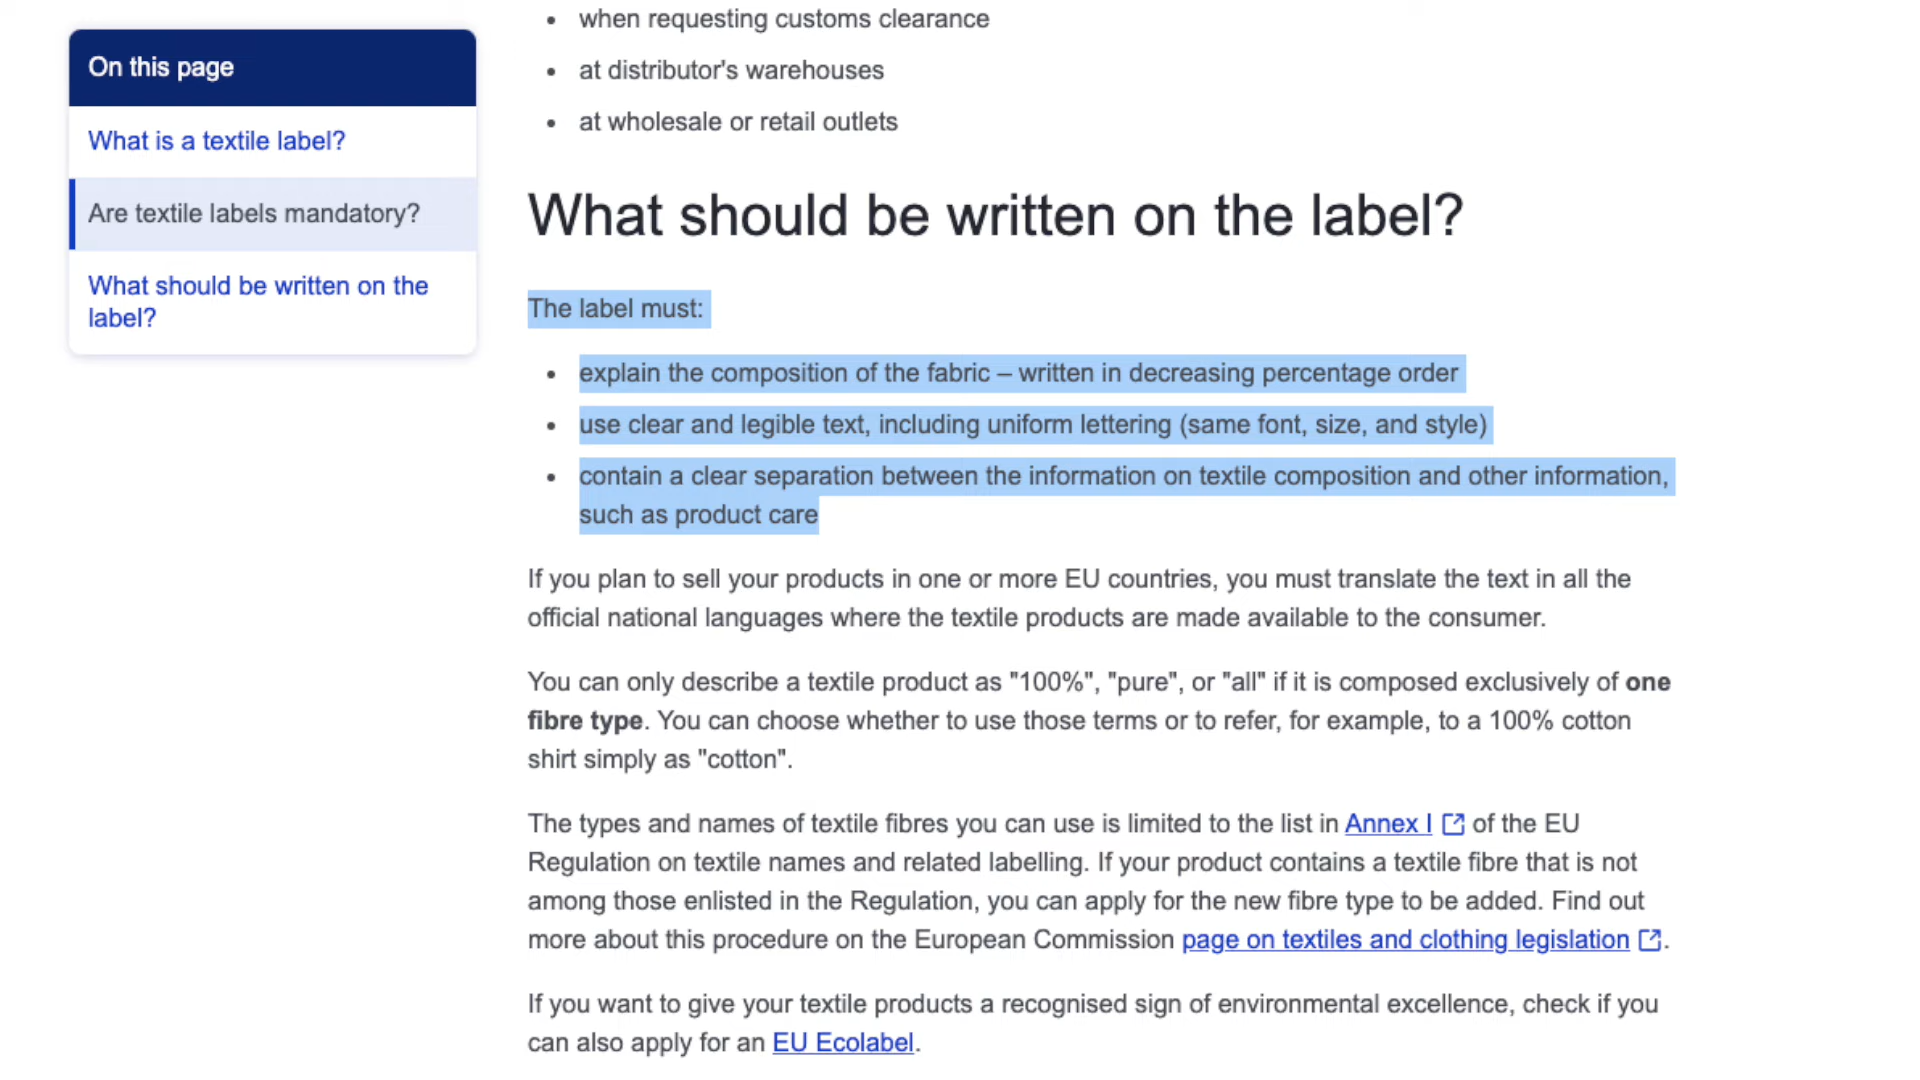 On this page
What is a textile label?
Are textile labels mandatory?
What should be written on the
label?
• when requesting customs clearance
• at distributor's warehouses
• at wholesale or retail outlets
What should be written on the label?
The label must:
• explain the composition of the fabric – written in decreasing percentage order
• use clear and legible text, including uniform lettering (same font, size, and style)
• contain a clear separation between the information on textile composition and other information,
such as product care
If you plan to sell your products in one or more EU countries, you must translate the text in all the
official national languages where the textile products are made available to the consumer.
You can only describe a textile product as "100%", "pure", or "all" if it is composed exclusively of one
fibre type. You can choose whether to use those terms or to refer, for example, to a 100% cotton
shirt simply as "cotton".
The types and names of textile fibres you can use is limited to the list in Annex I of the EU
Regulation on textile names and related labelling. If your product contains a textile fibre that is not
among those enlisted in the Regulation, you can apply for the new fibre type to be added. Find out
more about this procedure on the European Commission page on textiles and clothing legislation.
If you want to give your textile products a recognised sign of environmental excellence, check if you
can also apply for an EU Ecolabel.